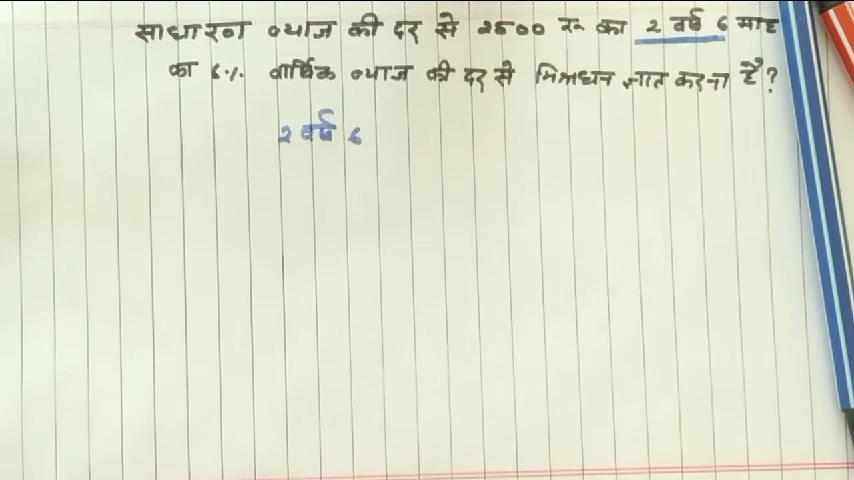 साधारण ब्याज की दर से 2500 रु का 2 वर्ष 6 माह
का 6% वार्षिक ब्याज की दर से मिश्रधन ज्ञात करना है?
2 वर्ष 6